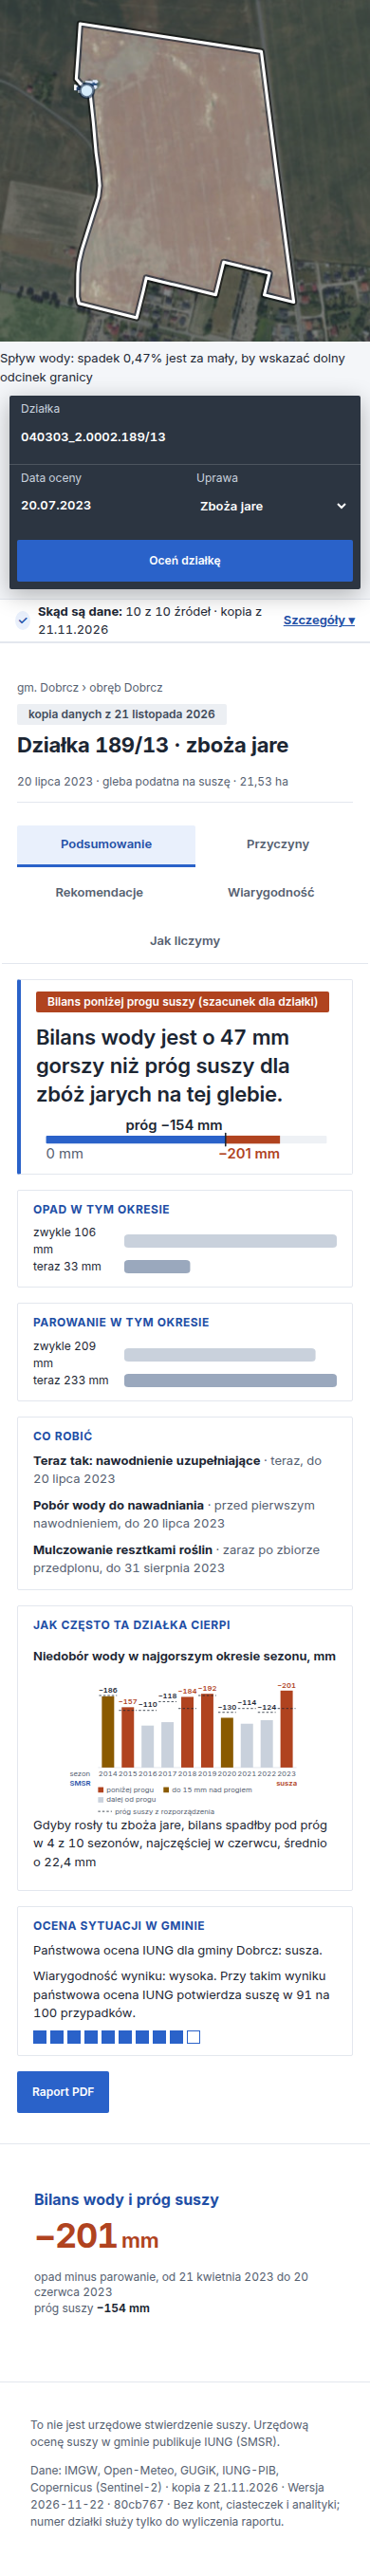 Spływ wody: spadek 0,47% jest za mały, by wskazać dolny
odcinek granicy
Działka
040303_2.0002.189/13
Data oceny
Uprawa
20.07.2023
Zboża jare
Oceń działkę
Skąd są dane: 10 z 10 źródeł · kopia z
21.11.2026
Szczegóły ▾
gm. Dobrcz › obręb Dobrcz
kopia danych z 21 listopada 2026
Działka 189/13 · zboża jare
20 lipca 2023 · gleba podatna na suszę · 21,53 ha
Podsumowanie
Przyczyny
Rekomendacje
Wiarygodność
Jak liczymy
Bilans poniżej progu suszy (szacunek dla działki)
Bilans wody jest o 47 mm
gorszy niż próg suszy dla
zbóż jarych na tej glebie.
próg −154 mm
0 mm
−201 mm
OPAD W TYM OKRESIE
zwykle 106
mm
teraz 33 mm
PAROWANIE W TYM OKRESIE
zwykle 209
mm
teraz 233 mm
CO ROBIĆ
Teraz tak: nawodnienie uzupełniające · teraz, do
20 lipca 2023
Pobór wody do nawadniania · przed pierwszym
nawodnieniem, do 20 lipca 2023
Mulczowanie resztkami roślin · zaraz po zbiorze
przedplonu, do 31 sierpnia 2023
JAK CZĘSTO TA DZIAŁKA CIERPI
Niedobór wody w najgorszym okresie sezonu, mm
−186 −157 −110 −118 −184 −192 −130 −114 −124 −201
sezon 2014 2015 2016 2017 2018 2019 2020 2021 2022 2023
SMSR susza
poniżej progu do 15 mm nad progiem
dalej od progu
próg suszy z rozporządzenia
Gdyby rosły tu zboża jare, bilans spadłby pod próg
w 4 z 10 sezonów, najczęściej w czerwcu, średnio
o 22,4 mm
OCENA SYTUACJI W GMINIE
Państwowa ocena IUNG dla gminy Dobrcz: susza.
Wiarygodność wyniku: wysoka. Przy takim wyniku
państwowa ocena IUNG potwierdza suszę w 91 na
100 przypadków.
Raport PDF
Bilans wody i próg suszy
−201 mm
opad minus parowanie, od 21 kwietnia 2023 do 20
czerwca 2023
próg suszy −154 mm
To nie jest urzędowe stwierdzenie suszy. Urzędową
ocenę suszy w gminie publikuje IUNG (SMSR).
Dane: IMGW, Open-Meteo, GUGiK, IUNG-PIB,
Copernicus (Sentinel-2) · kopia z 21.11.2026 · Wersja
2026-11-22 · 80cb767 · Bez kont, ciasteczek i analityki;
numer działki służy tylko do wyliczenia raportu.